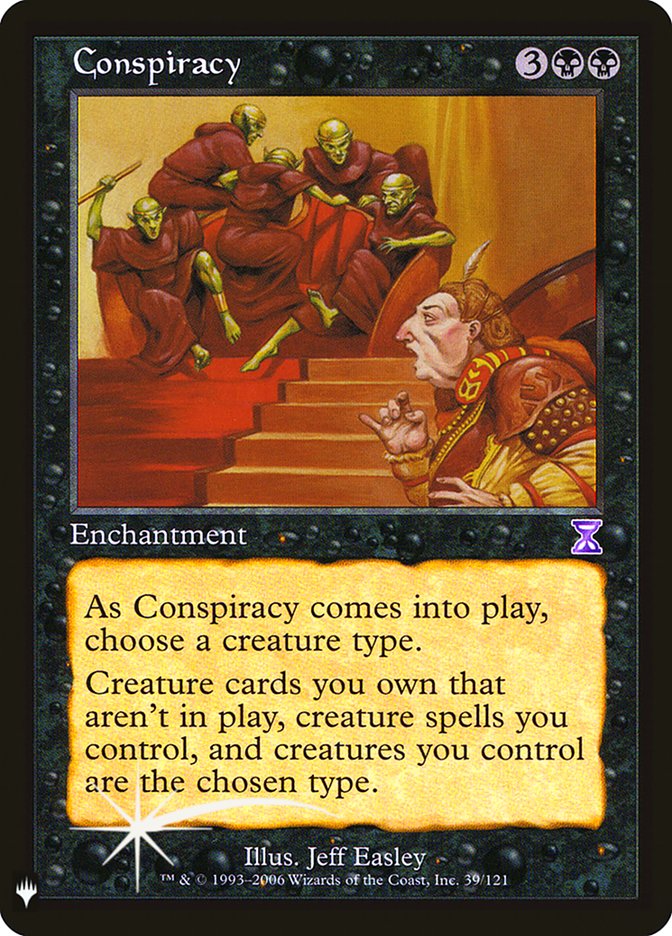 Conspiracy 3
Enchantment
As Conspiracy comes into play,
choose a creature type.
Creature cards you own that
aren't in play, creature spells you
control, and creatures you control
are the chosen type.
Illus. Jeff Easley
™ & © 1993–2006 Wizards of the Coast, Inc. 39/121